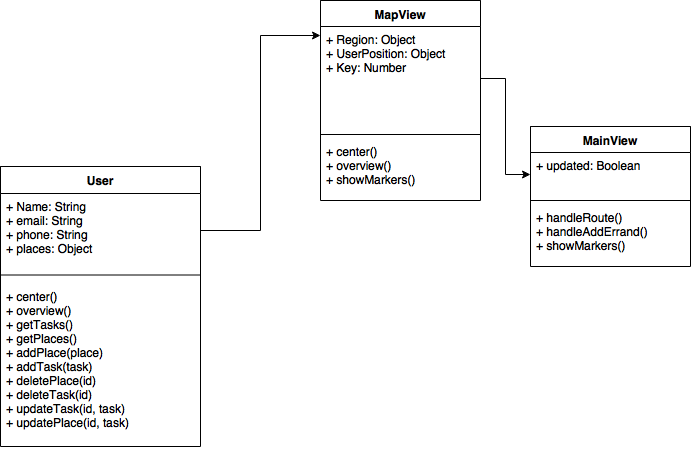 MapView
+ Region: Object
+ UserPosition: Object
+ Key: Number
+ center()
+ overview()
+ showMarkers()
MainView
+ updated: Boolean
+ handleRoute()
+ handleAddErrand()
+ showMarkers()
User
+ Name: String
+ email: String
+ phone: String
+ places: Object
+ center()
+ overview()
+ getTasks()
+ getPlaces()
+ addPlace(place)
+ addTask(task)
+ deletePlace(id)
+ deleteTask(id)
+ updateTask(id, task)
+ updatePlace(id, task)